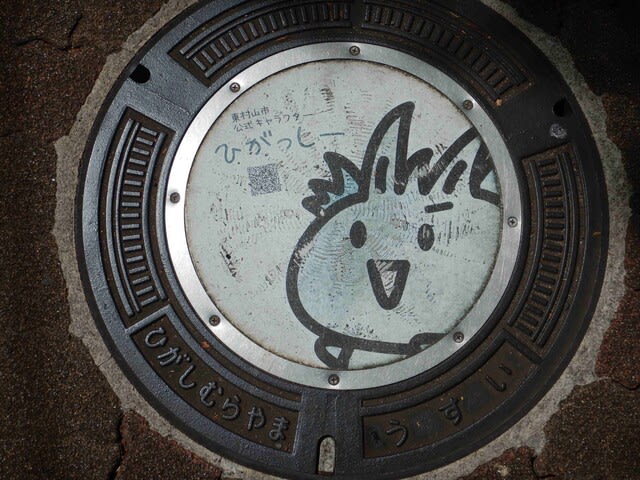 東村山市
公式キャラクター
ひがっしー
ひがしむらやま
うすい